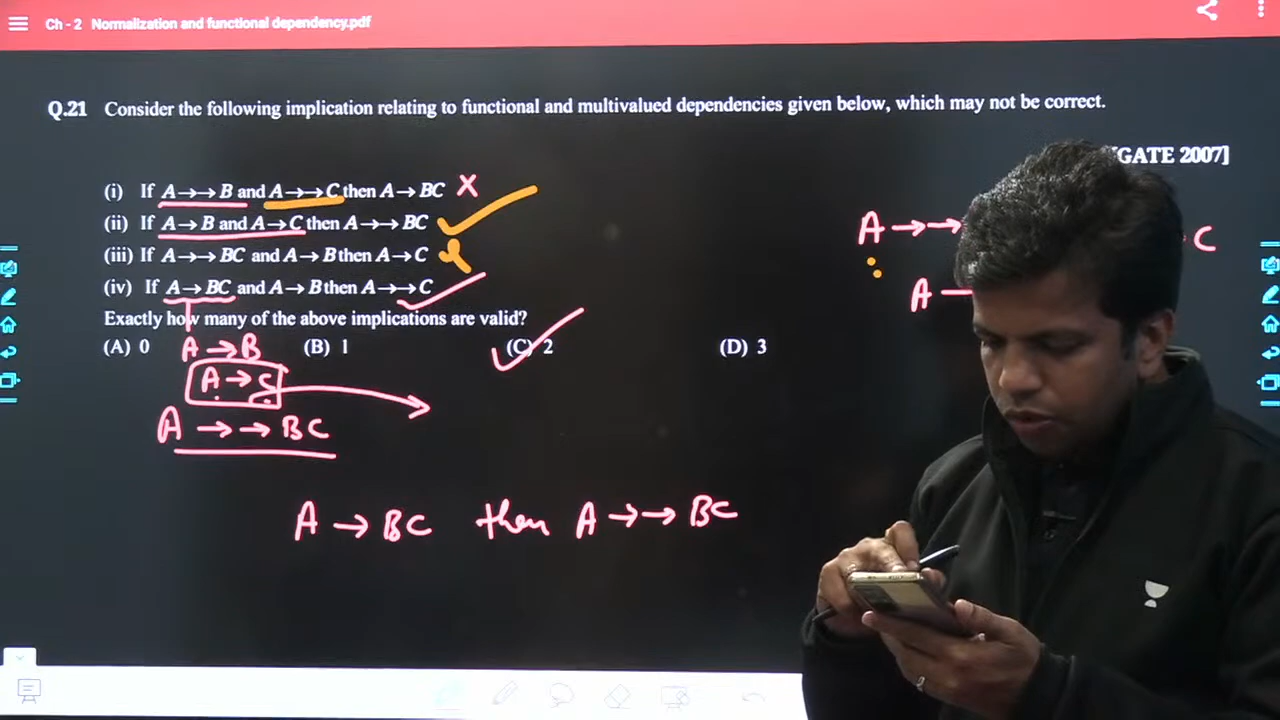 Ch - 2 Normalization and functional dependency.pdf
Q.21 Consider the following implication relating to functional and multivalued dependencies given below, which may not be correct.
[GATE 2007]
(i) If A→→B and A→→C then A→BC ×
(ii) If A→B and A→C then A→→BC ✓
(iii) If A→→BC and A→B then A→C
(iv) If A→BC and A→B then A→→C ✓
Exactly how many of the above implications are valid?
(A) 0 (B) 1 (C) 2 (D) 3
A→B
A→C
A→→BC
A→BC then A→→BC
A→→ C
A